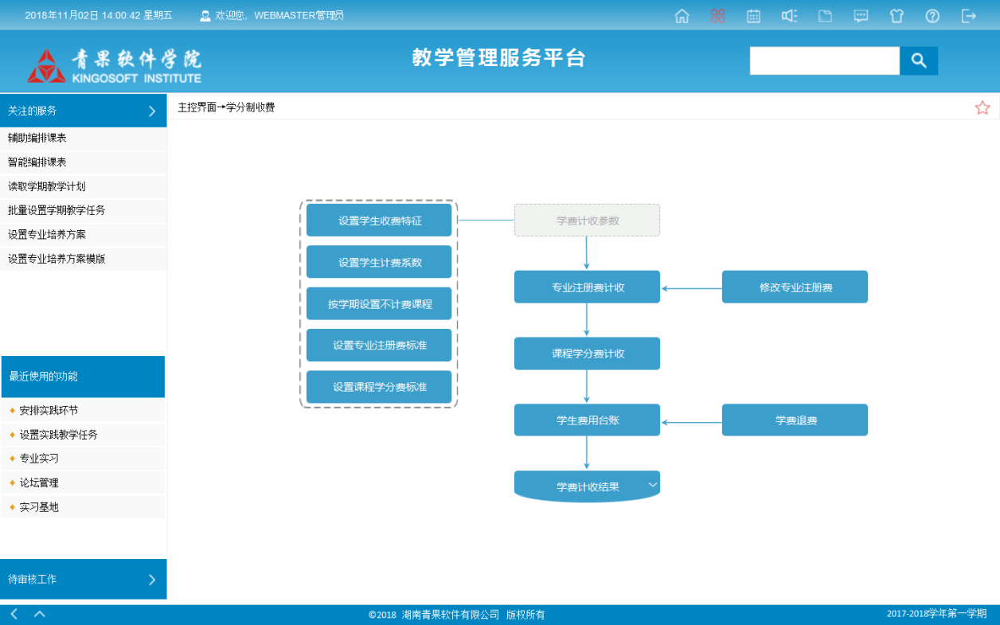 2018年11月02日 14:00:42 星期五
欢迎您，WEBMASTER管理员
青果软件学院
KINGOSOFT INSTITUTE
教学管理服务平台
关注的服务
辅助编排课表
智能编排课表
读取学期教学计划
批量设置学期教学任务
设置专业培养方案
设置专业培养方案模版
最近使用的功能
安排实践环节
设置实践教学任务
专业实习
论坛管理
实习基地
待审核工作
主控界面→学分制收费
设置学生收费特征
设置学生计费系数
按学期设置不计费课程
设置专业注册费标准
设置课程学分费标准
学费计收参数
专业注册费计收
修改专业注册费
课程学分费计收
学生费用台账
学费退费
学费计收结果
©2018 湖南青果软件有限公司 版权所有
2017-2018学年第一学期